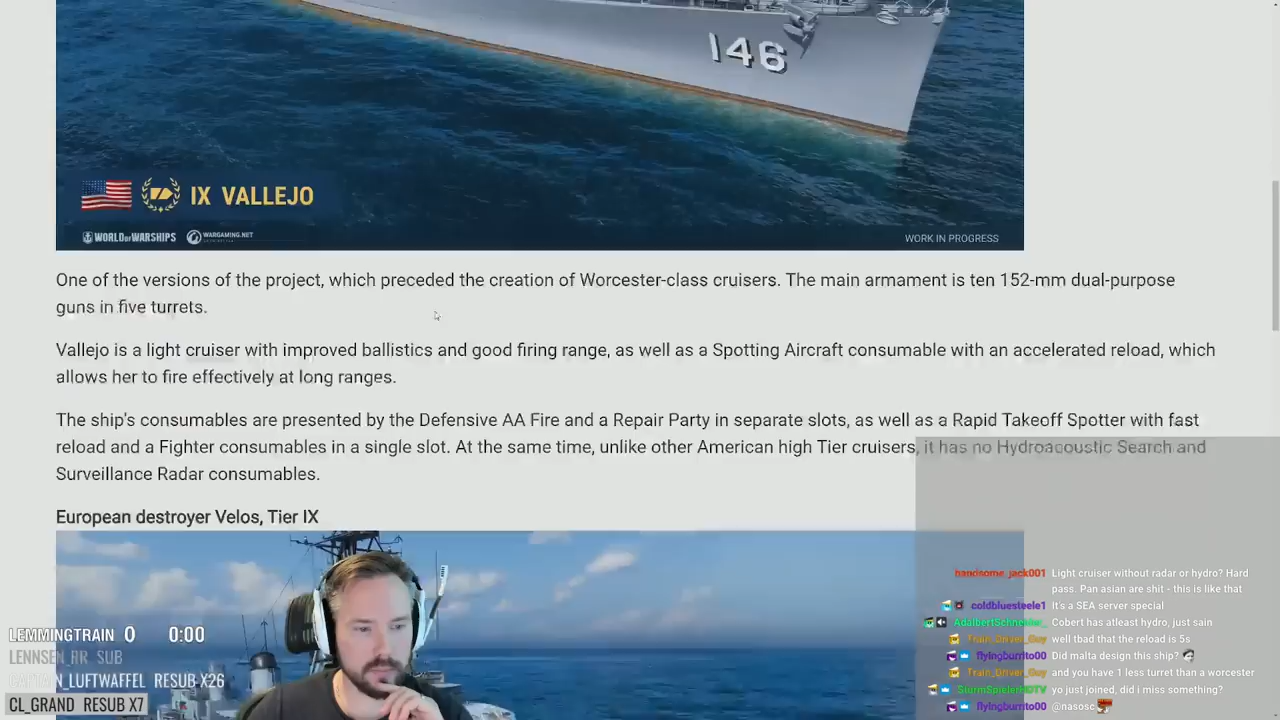 146
IX VALLEJO
WORLD OF WARSHIPS WARGAMING.NET
WORK IN PROGRESS
One of the versions of the project, which preceded the creation of Worcester-class cruisers. The main armament is ten 152-mm dual-purpose
guns in five turrets.
Vallejo is a light cruiser with improved ballistics and good firing range, as well as a Spotting Aircraft consumable with an accelerated reload, which
allows her to fire effectively at long ranges.
The ship's consumables are presented by the Defensive AA Fire and a Repair Party in separate slots, as well as a Rapid Takeoff Spotter with fast
reload and a Fighter consumables in a single slot. At the same time, unlike other American high Tier cruisers, it has no Hydroacoustic Search and
Surveillance Radar consumables.
European destroyer Velos, Tier IX
handsome_jack001 Light cruiser without radar or hydro? Hard
pass. Pan asian are shit - this is like that
coldbluesteele1 It's a SEA server special
AdalbertSchneider_ Cobert has atleast hydro, just sain
Train_Driver_Guy well tbad that the reload is 5s
flyingburrito00 Did malta design this ship?
Train_Driver_Guy and you have 1 less turret than a worcester
SturmSpielerHDTV yo just joined, did i miss something?
flyingburrito00 @nasosc
LEMMINGTRAIN 0 0:00
LENNSEN_RR SUB
CAPTAIN_LUFTWAFFEL RESUB X26
CL_GRAND RESUB X7